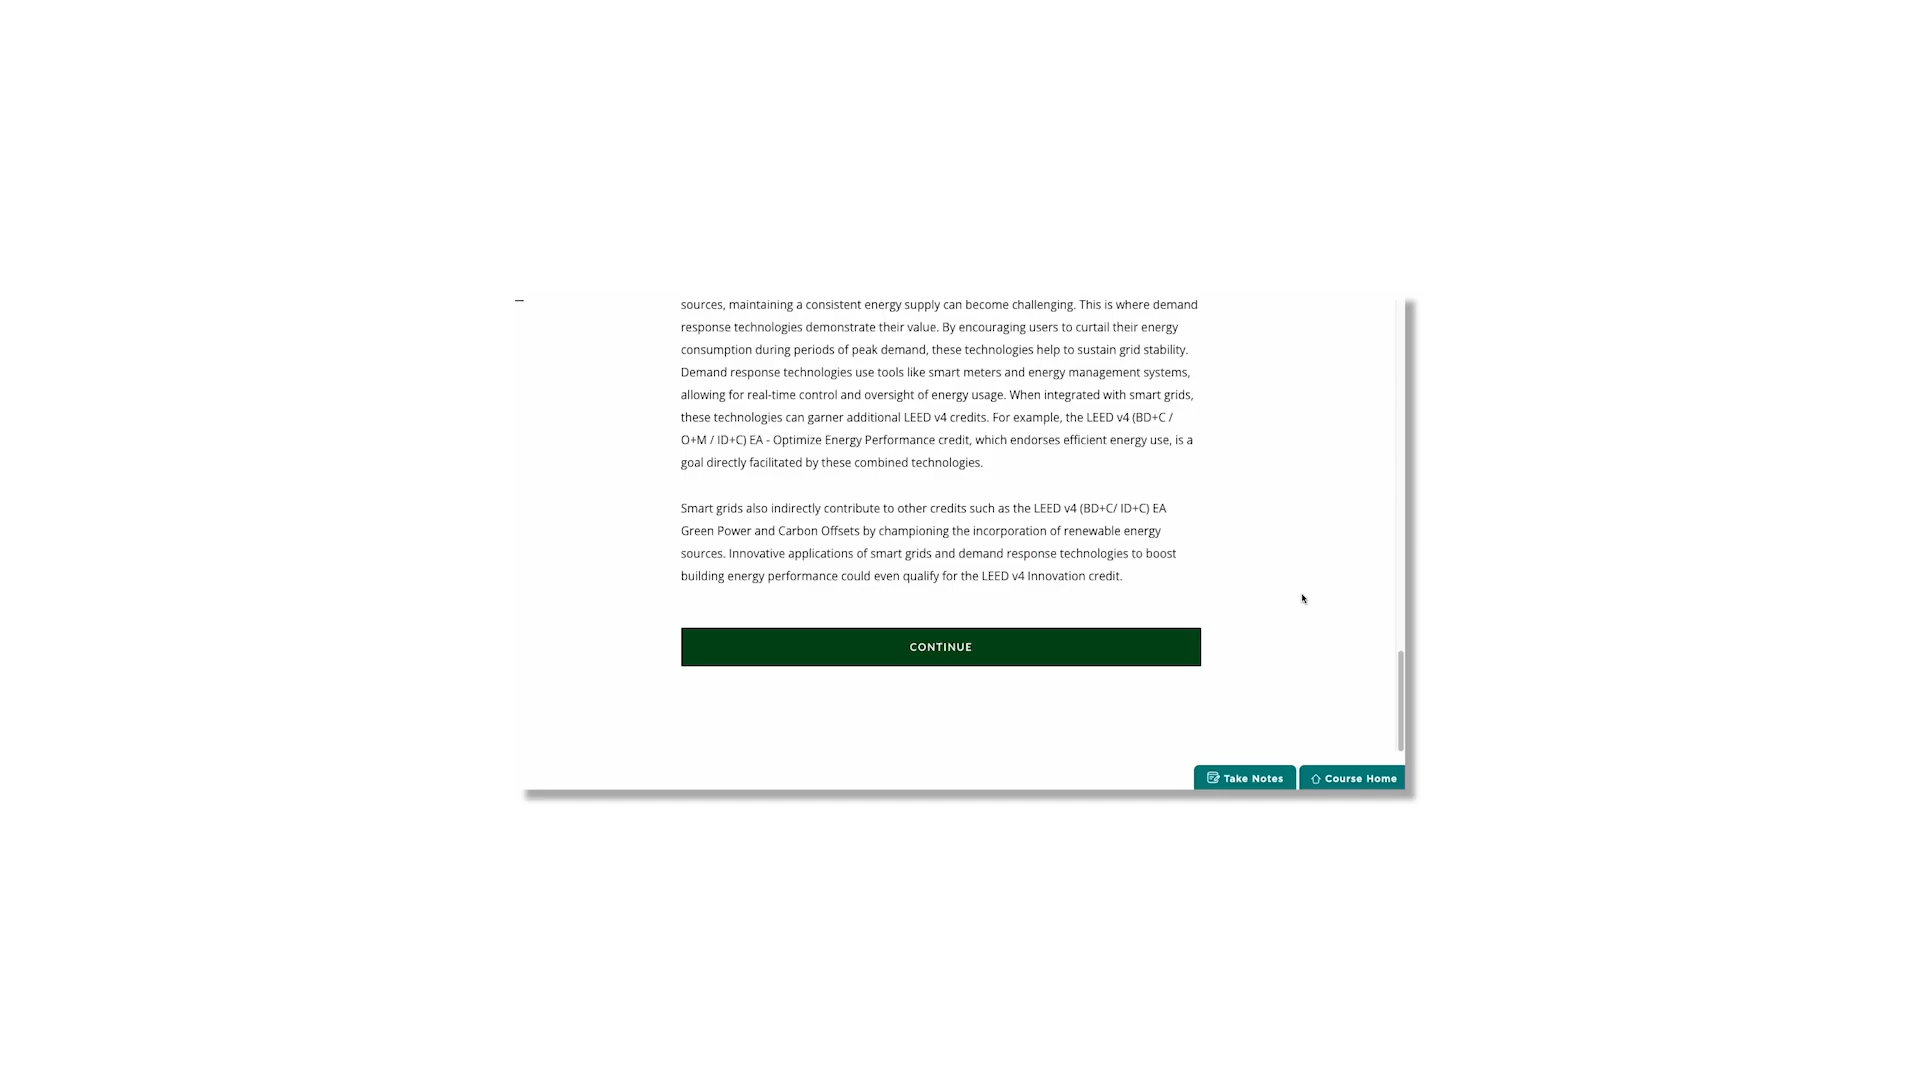 sources, maintaining a consistent energy supply can become challenging. This is where demand
response technologies demonstrate their value. By encouraging users to curtail their energy
consumption during periods of peak demand, these technologies help to sustain grid stability.
Demand response technologies use tools like smart meters and energy management systems,
allowing for real-time control and oversight of energy usage. When integrated with smart grids,
these technologies can garner additional LEED v4 credits. For example, the LEED v4 (BD+C /
O+M / ID+C) EA - Optimize Energy Performance credit, which endorses efficient energy use, is a
goal directly facilitated by these combined technologies.
Smart grids also indirectly contribute to other credits such as the LEED v4 (BD+C/ ID+C) EA
Green Power and Carbon Offsets by championing the incorporation of renewable energy
sources. Innovative applications of smart grids and demand response technologies to boost
building energy performance could even qualify for the LEED v4 Innovation credit.
CONTINUE
Take Notes
Course Home